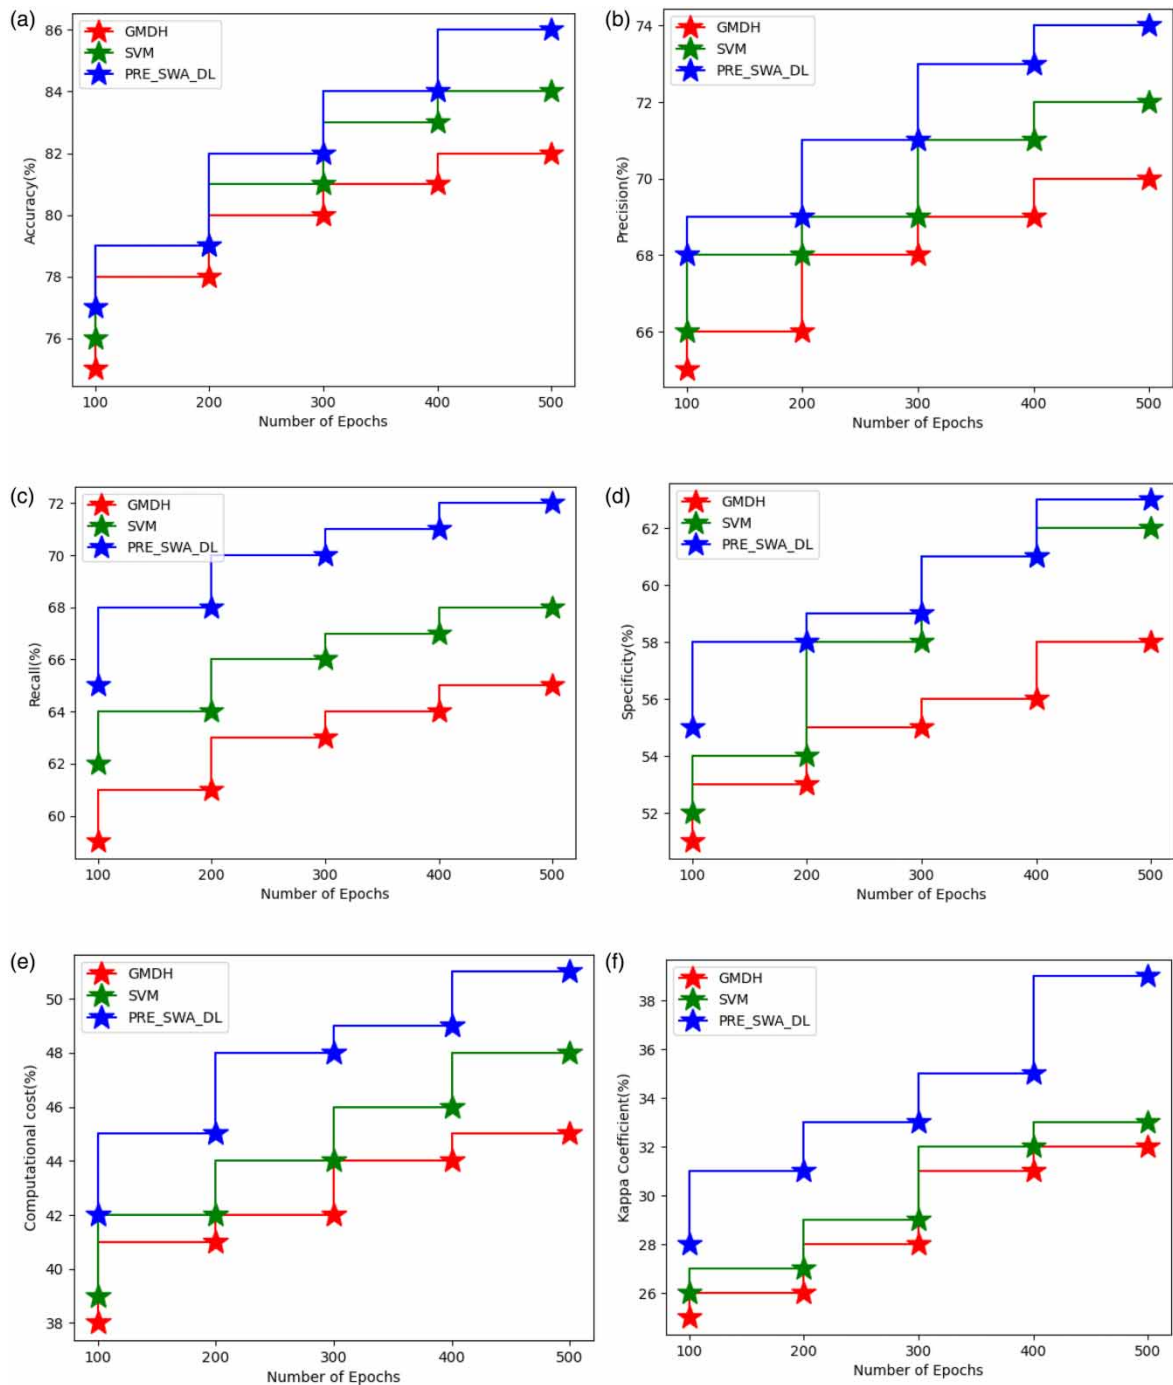 (a)
GMDH
SVM
PRE_SWA_DL
86
84
82
80
78
76
Accuracy(%)
100 200 300 400 500
Number of Epochs
(b)
GMDH
SVM
PRE_SWA_DL
74
72
70
68
66
Precision(%)
100 200 300 400 500
Number of Epochs
(c)
GMDH
SVM
PRE_SWA_DL
72
70
68
66
64
62
60
Recall(%)
100 200 300 400 500
Number of Epochs
(d)
GMDH
SVM
PRE_SWA_DL
62
60
58
56
54
52
Specificity(%)
100 200 300 400 500
Number of Epochs
(e)
GMDH
SVM
PRE_SWA_DL
50
48
46
44
42
40
38
Computational cost(%)
100 200 300 400 500
Number of Epochs
(f)
GMDH
SVM
PRE_SWA_DL
38
36
34
32
30
28
26
Kappa Coefficient(%)
100 200 300 400 500
Number of Epochs